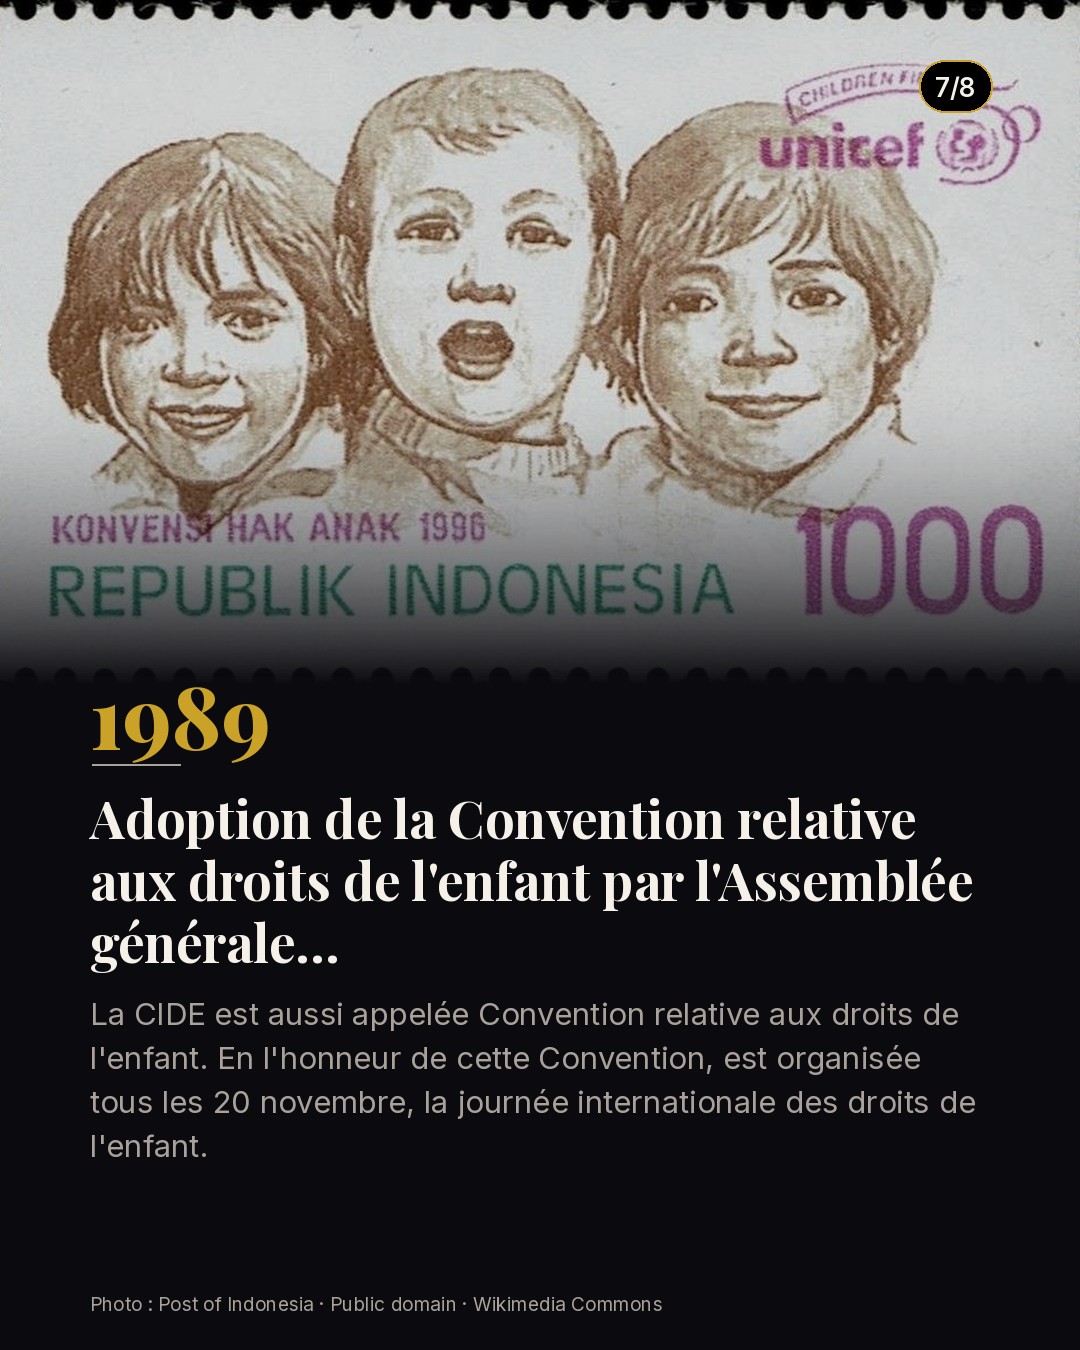 CHILDREN
7/8
unicef
KONVENSI HAK ANAK 1996
1000
REPUBLIK INDONESIA
1989
Adoption de la Convention relative
aux droits de l'enfant par l'Assemblée
générale...
La CIDE est aussi appelée Convention relative aux droits de
l'enfant. En l'honneur de cette Convention, est organisée
tous les 20 novembre, la journée internationale des droits de
l'enfant.
Photo : Post of Indonesia · Public domain · Wikimedia Commons